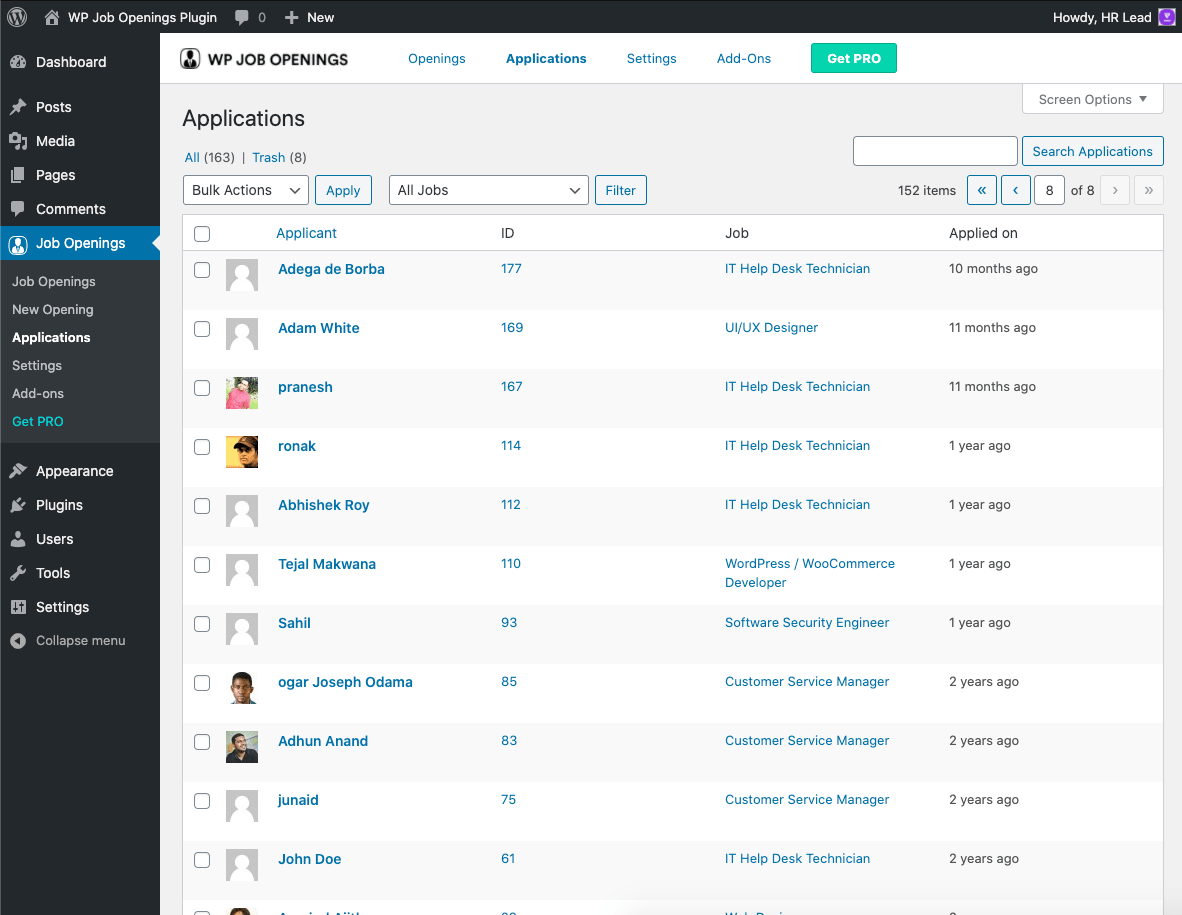 WP Job Openings Plugin 0 New Howdy, HR Lead
Dashboard
Posts
Media
Pages
Comments
Job Openings
Job Openings
New Opening
Applications
Settings
Add-ons
Get PRO
Appearance
Plugins
Users
Tools
Settings
Collapse menu
WP JOB OPENINGS Openings Applications Settings Add-Ons Get PRO
Screen Options ▼
Applications
All (163) | Trash (8)
Search Applications
Bulk Actions Apply All Jobs Filter 152 items « ‹ 8 of 8 › »
Applicant ID Job Applied on
Adega de Borba 177 IT Help Desk Technician 10 months ago
Adam White 169 UI/UX Designer 11 months ago
pranesh 167 IT Help Desk Technician 11 months ago
ronak 114 IT Help Desk Technician 1 year ago
Abhishek Roy 112 IT Help Desk Technician 1 year ago
Tejal Makwana 110 WordPress / WooCommerce 1 year ago
Developer
Sahil 93 Software Security Engineer 1 year ago
ogar Joseph Odama 85 Customer Service Manager 2 years ago
Adhun Anand 83 Customer Service Manager 2 years ago
junaid 75 Customer Service Manager 2 years ago
John Doe 61 IT Help Desk Technician 2 years ago